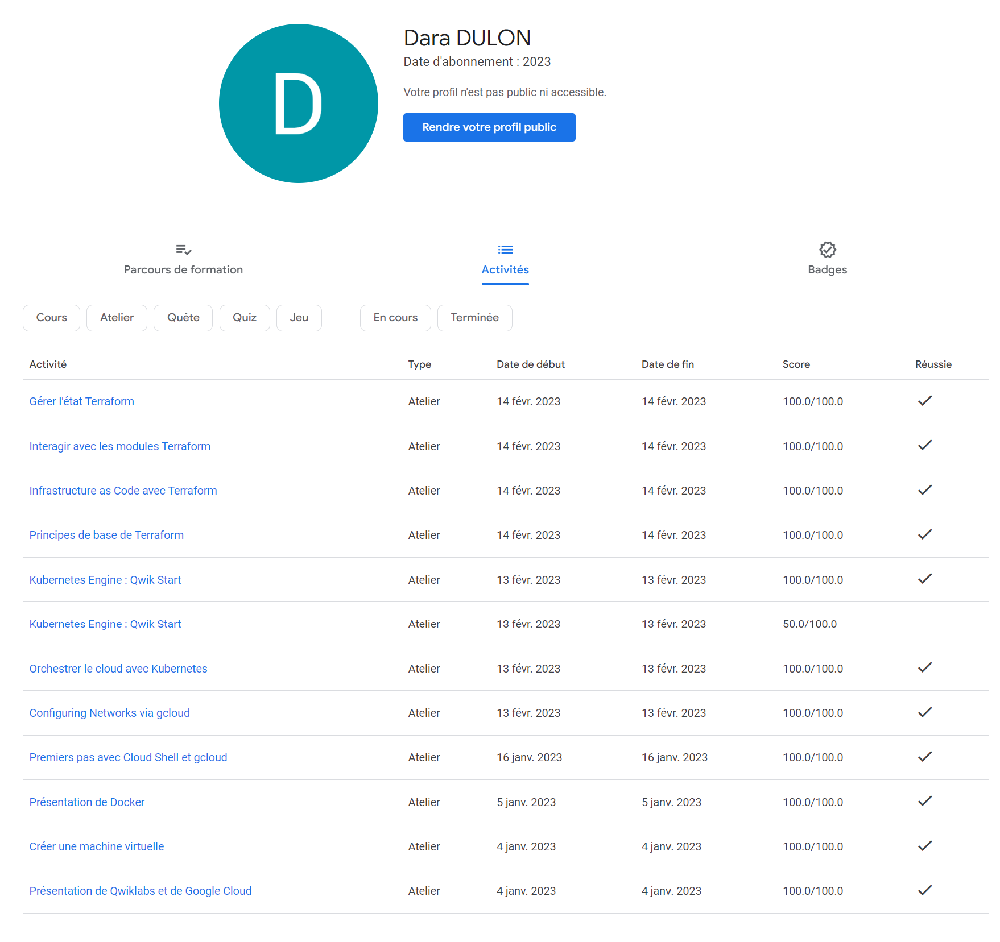 D
Dara DULON
Date d'abonnement : 2023
Votre profil n'est pas public ni accessible.
Rendre votre profil public
Parcours de formation Activités Badges
Cours Atelier Quête Quiz Jeu En cours Terminée
Activité Type Date de début Date de fin Score Réussie
Gérer l'état Terraform Atelier 14 févr. 2023 14 févr. 2023 100.0/100.0
Interagir avec les modules Terraform Atelier 14 févr. 2023 14 févr. 2023 100.0/100.0
Infrastructure as Code avec Terraform Atelier 14 févr. 2023 14 févr. 2023 100.0/100.0
Principes de base de Terraform Atelier 14 févr. 2023 14 févr. 2023 100.0/100.0
Kubernetes Engine : Qwik Start Atelier 13 févr. 2023 13 févr. 2023 100.0/100.0
Kubernetes Engine : Qwik Start Atelier 13 févr. 2023 13 févr. 2023 50.0/100.0
Orchestrer le cloud avec Kubernetes Atelier 13 févr. 2023 13 févr. 2023 100.0/100.0
Configuring Networks via gcloud Atelier 13 févr. 2023 13 févr. 2023 100.0/100.0
Premiers pas avec Cloud Shell et gcloud Atelier 16 janv. 2023 16 janv. 2023 100.0/100.0
Présentation de Docker Atelier 5 janv. 2023 5 janv. 2023 100.0/100.0
Créer une machine virtuelle Atelier 4 janv. 2023 4 janv. 2023 100.0/100.0
Présentation de Qwiklabs et de Google Cloud Atelier 4 janv. 2023 4 janv. 2023 100.0/100.0